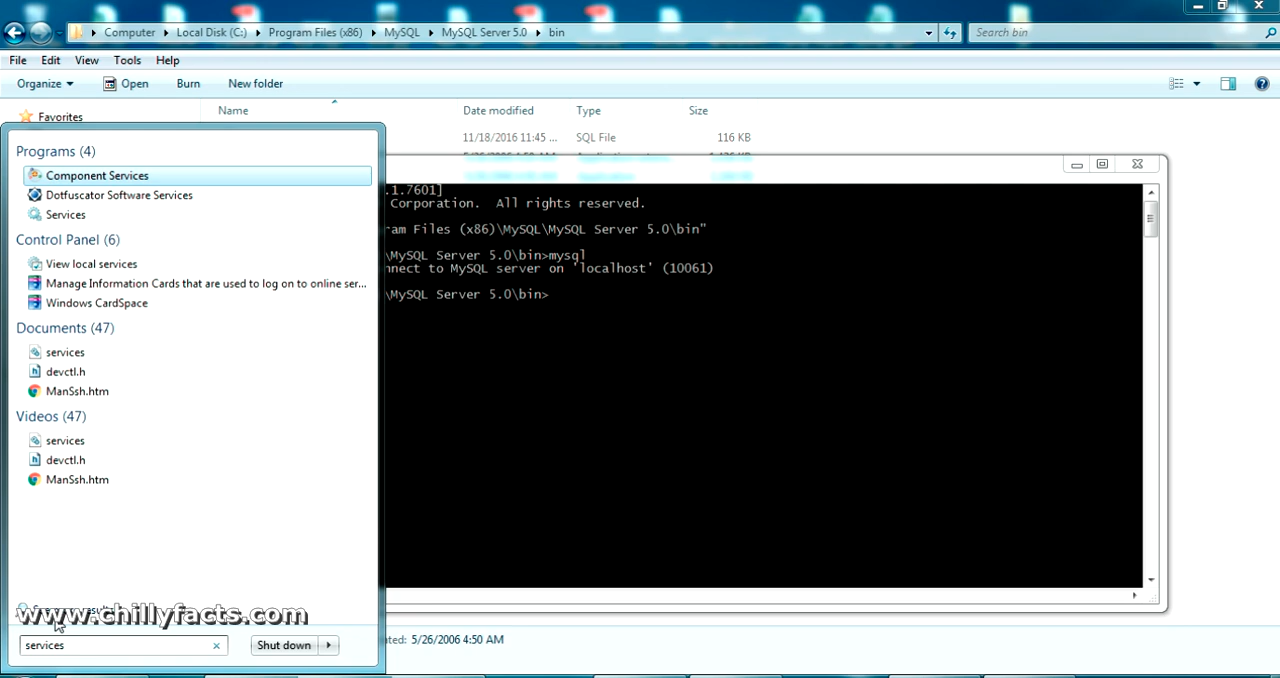 Computer Local Disk (C:) Program Files (x86) MySQL MySQL Server 5.0 bin
Search bin
File Edit View Tools Help
Organize Open Burn New folder
Favorites
Name Date modified Type Size
11/18/2016 11:45 ... SQL File 116 KB
Programs (4)
Component Services
Dotfuscator Software Services
Services
Control Panel (6)
View local services
Manage Information Cards that are used to log on to online ser...
Windows CardSpace
Documents (47)
services
devctl.h
ManSsh.htm
Videos (47)
services
devctl.h
ManSsh.htm
www.chillyfacts.com
services
Shut down
.1.7601]
Corporation. All rights reserved.
am Files (x86)\MySQL\MySQL Server 5.0\bin"
\MySQL Server 5.0\bin>mysql
nnect to MySQL server on 'localhost' (10061)
\MySQL Server 5.0\bin>
ated: 5/26/2006 4:50 AM